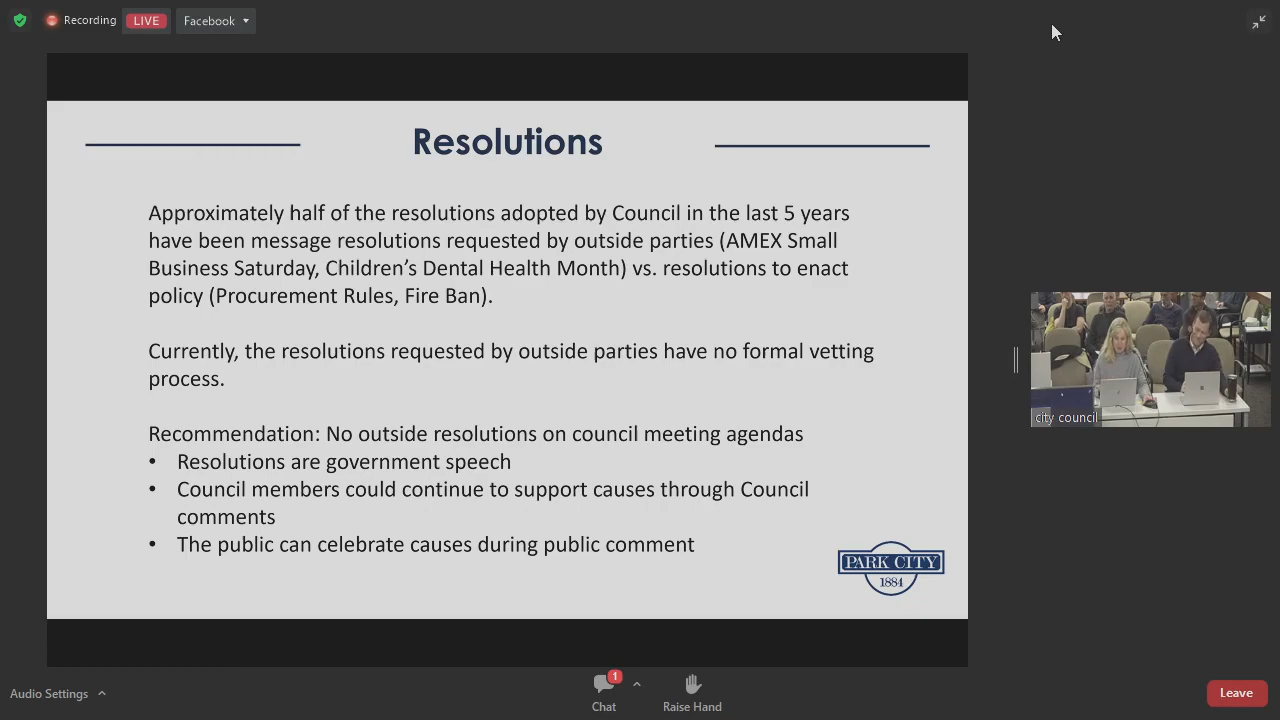 Recording
LIVE
Facebook
Resolutions
Approximately half of the resolutions adopted by Council in the last 5 years
have been message resolutions requested by outside parties (AMEX Small
Business Saturday, Children’s Dental Health Month) vs. resolutions to enact
policy (Procurement Rules, Fire Ban).
Currently, the resolutions requested by outside parties have no formal vetting
process.
Recommendation: No outside resolutions on council meeting agendas
• Resolutions are government speech
• Council members could continue to support causes through Council
comments
• The public can celebrate causes during public comment
PARK CITY
1884
city council
Audio Settings
1
Chat
Raise Hand
Leave